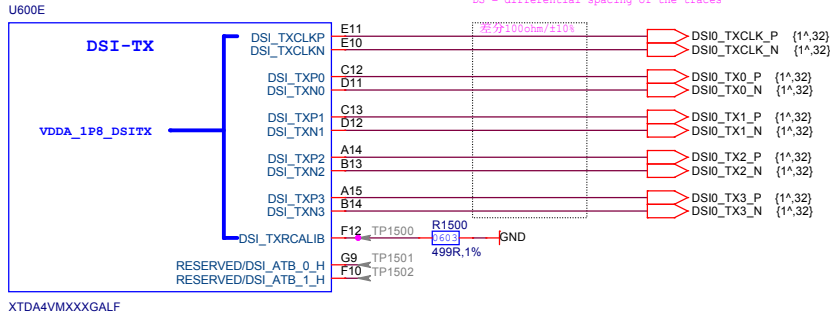 DS = differencial spacing of the traces
U600E
DSI-TX
差分100ohm/±10%
DSI_TXCLKP E11 DSI0_TXCLK_P {1^,32}
DSI_TXCLKN E10 DSI0_TXCLK_N {1^,32}
DSI_TXP0 C12 DSI0_TX0_P {1^,32}
DSI_TXN0 D11 DSI0_TX0_N {1^,32}
DSI_TXP1 C13 DSI0_TX1_P {1^,32}
VDDA_1P8_DSITX
DSI_TXN1 D12 DSI0_TX1_N {1^,32}
DSI_TXP2 A14 DSI0_TX2_P {1^,32}
DSI_TXN2 B13 DSI0_TX2_N {1^,32}
DSI_TXP3 A15 DSI0_TX3_P {1^,32}
DSI_TXN3 B14 DSI0_TX3_N {1^,32}
R1500
DSI_TXRCALIB F12 TP1500 0603 GND
499R,1%
RESERVED/DSI_ATB_0_H G9 TP1501
RESERVED/DSI_ATB_1_H F10 TP1502
XTDA4VMXXXGALF